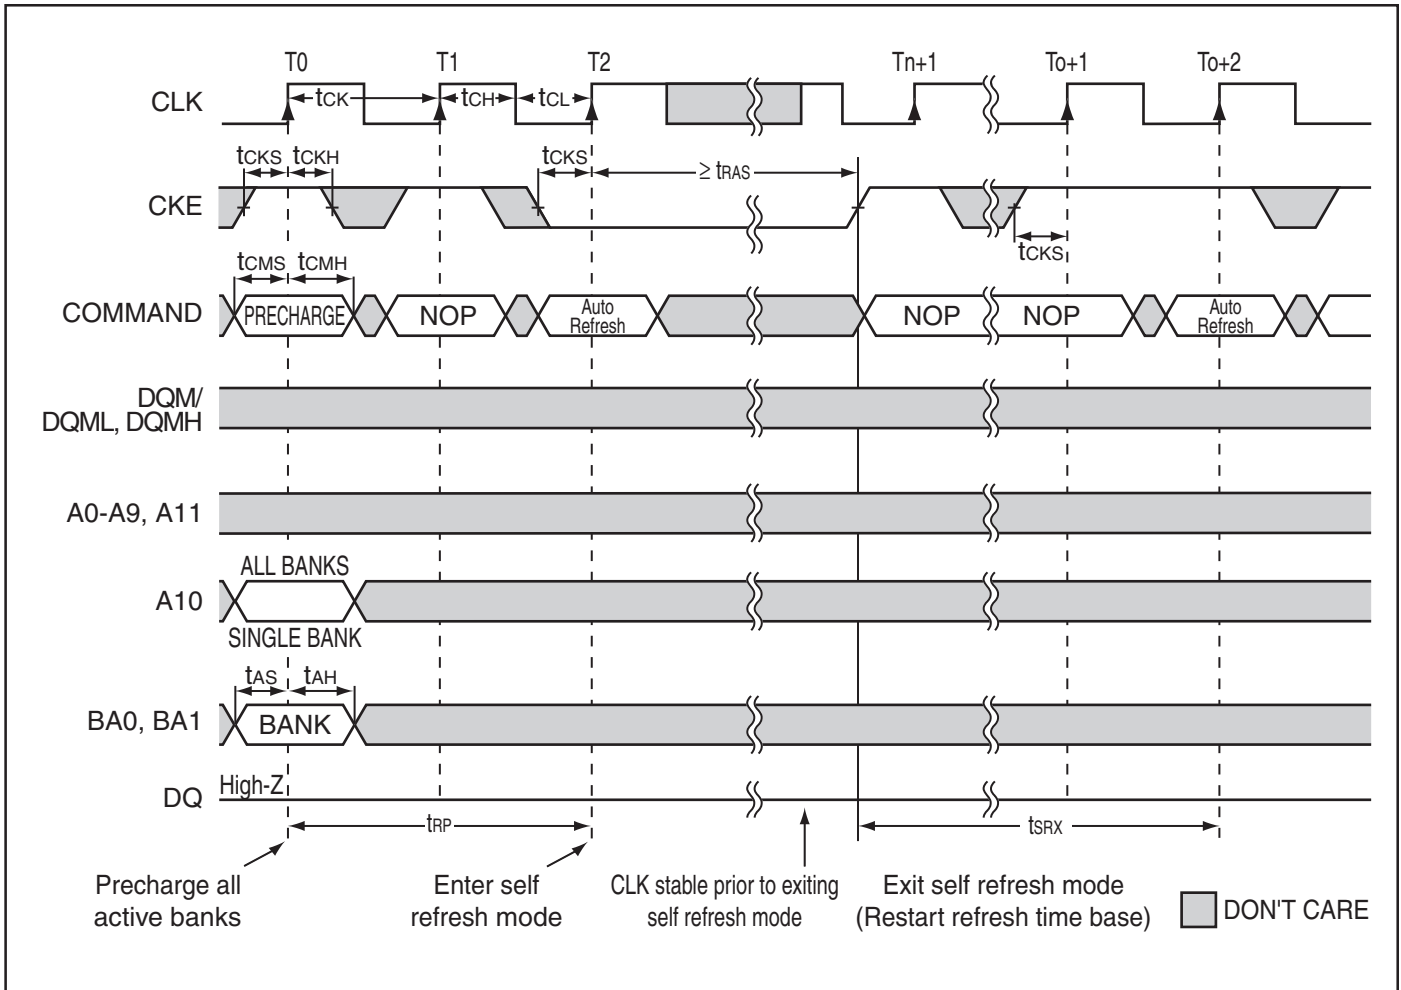 T0 T1 T2 Tn+1 To+1 To+2
CLK
tCK tCH tCL
tCKS tCKH tCKS
CKE
≥ tRAS
tCKS
tCMS tCMH
COMMAND
PRECHARGE NOP Auto Refresh NOP NOP Auto Refresh
DQM/
DQML, DQMH
A0-A9, A11
ALL BANKS
A10
SINGLE BANK
tAS tAH
BA0, BA1
BANK
High-Z
DQ
tRP tSRX
Precharge all
active banks
Enter self
refresh mode
CLK stable prior to exiting
self refresh mode
Exit self refresh mode
(Restart refresh time base)
DON'T CARE